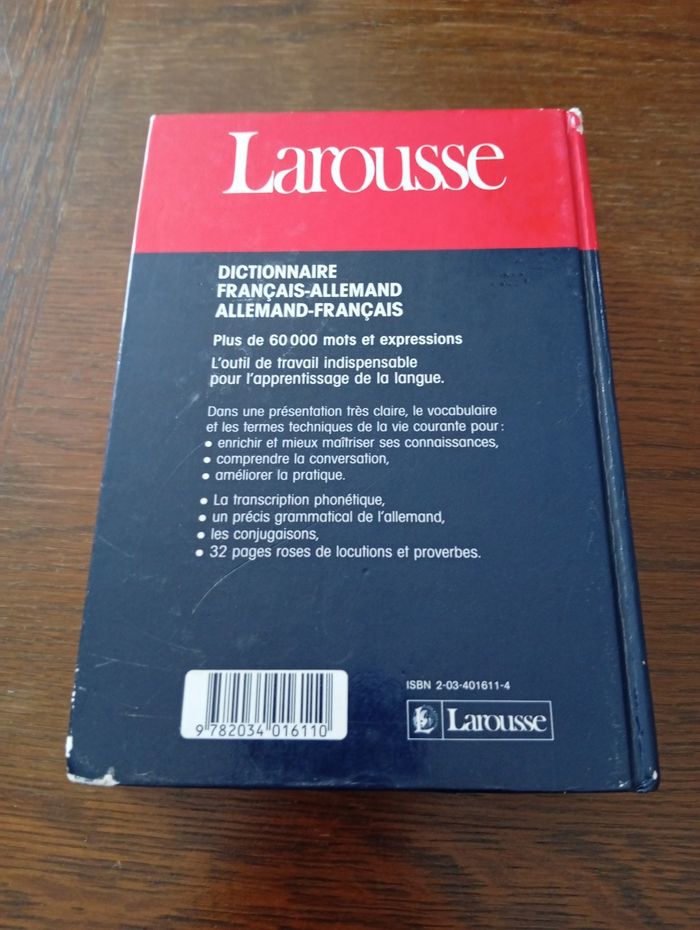 Larousse
DICTIONNAIRE
FRANÇAIS-ALLEMAND
ALLEMAND-FRANÇAIS
Plus de 60 000 mots et expressions
L'outil de travail indispensable
pour l'apprentissage de la langue.
Dans une présentation très claire, le vocabulaire
et les termes techniques de la vie courante pour :
• enrichir et mieux maîtriser ses connaissances,
• comprendre la conversation,
• améliorer la pratique.
• La transcription phonétique,
• un précis grammatical de l'allemand,
• les conjugaisons,
• 32 pages roses de locutions et proverbes.
ISBN 2-03-401611-4
9 782034 016110
Larousse